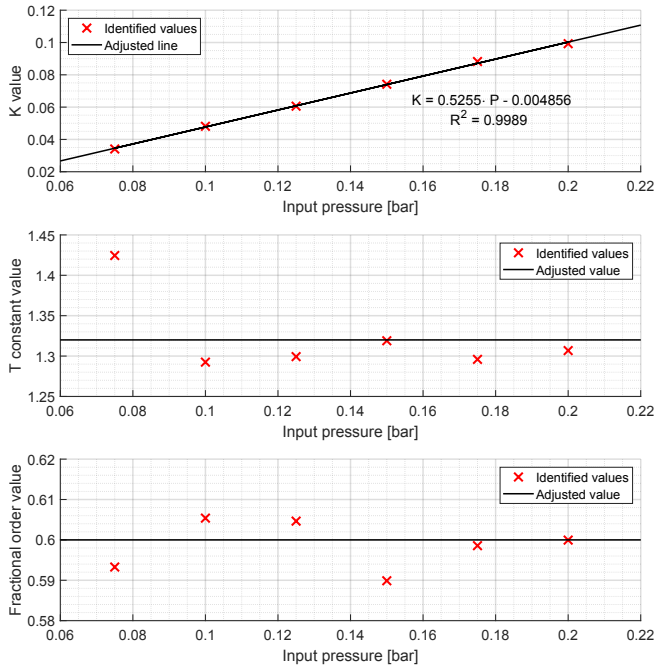 0.1
0.08
0.06
0.04
0.02
K value
Identified values
Adjusted line
K = 0.5255· P - 0.004856
R² = 0.9989
0.06 0.08 0.1 0.12 0.14 0.16 0.18 0.2 0.22
Input pressure [bar]
1.45
1.4
1.35
1.3
1.25
T constant value
Identified values
Adjusted value
0.06 0.08 0.1 0.12 0.14 0.16 0.18 0.2 0.22
Input pressure [bar]
0.62
0.61
0.6
0.59
0.58
Fractional order value
Identified values
Adjusted value
0.06 0.08 0.1 0.12 0.14 0.16 0.18 0.2 0.22
Input pressure [bar]